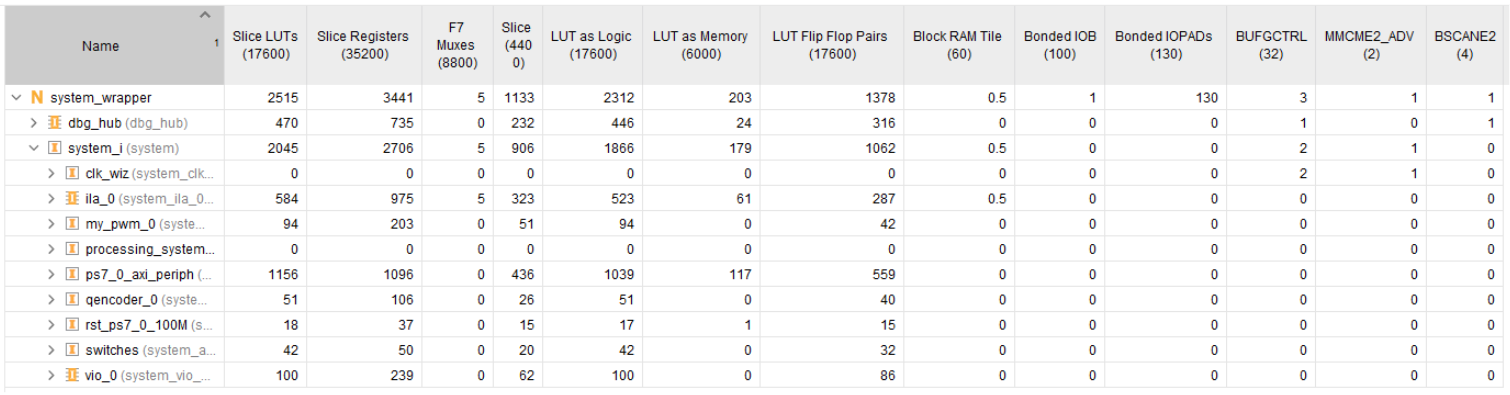 Name 1 Slice LUTs (17600) Slice Registers (35200) F7 Muxes (8800) Slice (4400) LUT as Logic (17600) LUT as Memory (6000) LUT Flip Flop Pairs (17600) Block RAM Tile (60) Bonded IOB (100) Bonded IOPADs (130) BUFGCTRL (32) MMCME2_ADV (2) BSCANE2 (4)
N system_wrapper 2515 3441 5 1133 2312 203 1378 0.5 1 130 3 1 1
dbg_hub (dbg_hub) 470 735 0 232 446 24 316 0 0 0 1 0 1
system_i (system) 2045 2706 5 906 1866 179 1062 0.5 0 0 2 1 0
clk_wiz (system_clk... 0 0 0 0 0 0 0 0 0 0 2 1 0
ila_0 (system_ila_0... 584 975 5 323 523 61 287 0.5 0 0 0 0 0
my_pwm_0 (syste... 94 203 0 51 94 0 42 0 0 0 0 0 0
processing_system... 0 0 0 0 0 0 0 0 0 0 0 0 0
ps7_0_axi_periph (... 1156 1096 0 436 1039 117 559 0 0 0 0 0 0
qencoder_0 (syste... 51 106 0 26 51 0 40 0 0 0 0 0 0
rst_ps7_0_100M (s... 18 37 0 15 17 1 15 0 0 0 0 0 0
switches (system_a... 42 50 0 20 42 0 32 0 0 0 0 0 0
vio_0 (system_vio_... 100 239 0 62 100 0 86 0 0 0 0 0 0